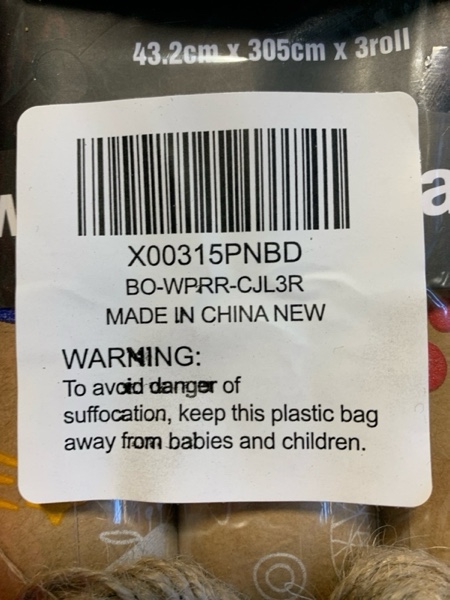 43.2cm x 305cm x 3roll
X00315PNBD
BO-WPRR-CJL3R
MADE IN CHINA NEW
WARNING:
To avoid danger of
suffocation, keep this plastic bag
away from babies and children.